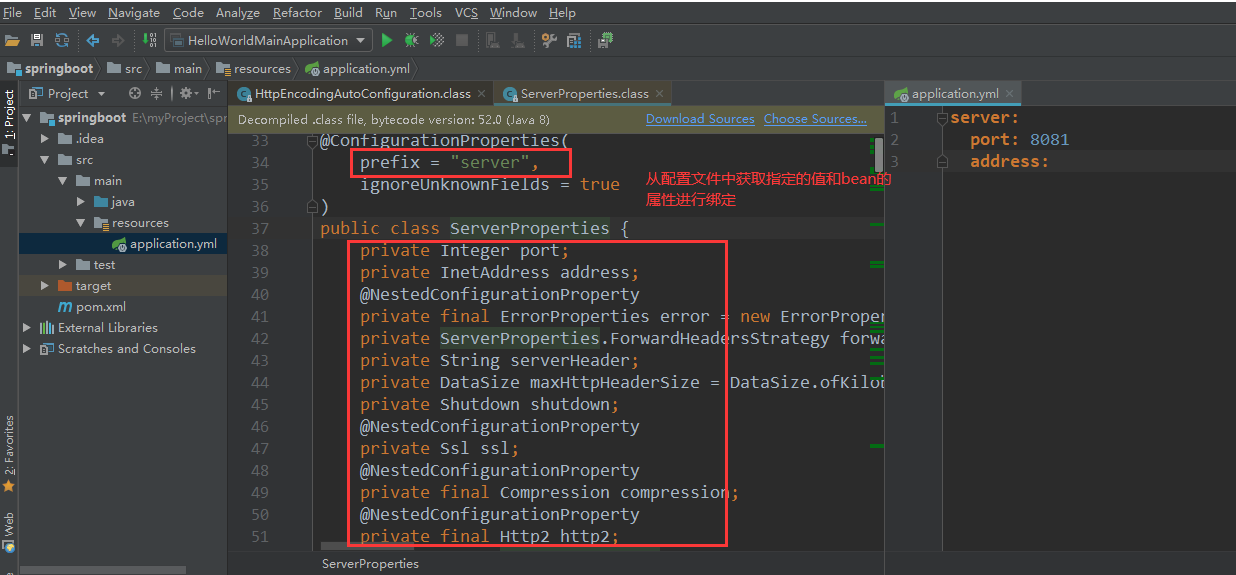 File Edit View Navigate Code Analyze Refactor Build Run Tools VCS Window Help
HelloWorldMainApplication
springboot src main resources application.yml
Project
HttpEncodingAutoConfiguration.class ServerProperties.class
application.yml
1: Project
2: Favorites
Web
springboot E:\myProject\spr
.idea
src
main
java
resources
application.yml
test
target
pom.xml
External Libraries
Scratches and Consoles
Decompiled .class file, bytecode version: 52.0 (Java 8) Download Sources Choose Sources...
33 @ConfigurationProperties(
34 prefix = "server",
35 ignoreUnknownFields = true
36 )
37 public class ServerProperties {
38 private Integer port;
39 private InetAddress address;
40 @NestedConfigurationProperty
41 private final ErrorProperties error = new ErrorProper
42 private ServerProperties.ForwardHeadersStrategy forwa
43 private String serverHeader;
44 private DataSize maxHttpHeaderSize = DataSize.ofKilob
45 private Shutdown shutdown;
46 @NestedConfigurationProperty
47 private Ssl ssl;
48 @NestedConfigurationProperty
49 private final Compression compression;
50 @NestedConfigurationProperty
51 private final Http2 http2;
从配置文件中获取指定的值和bean的
属性进行绑定
ServerProperties
1 server:
2 port: 8081
3 address: